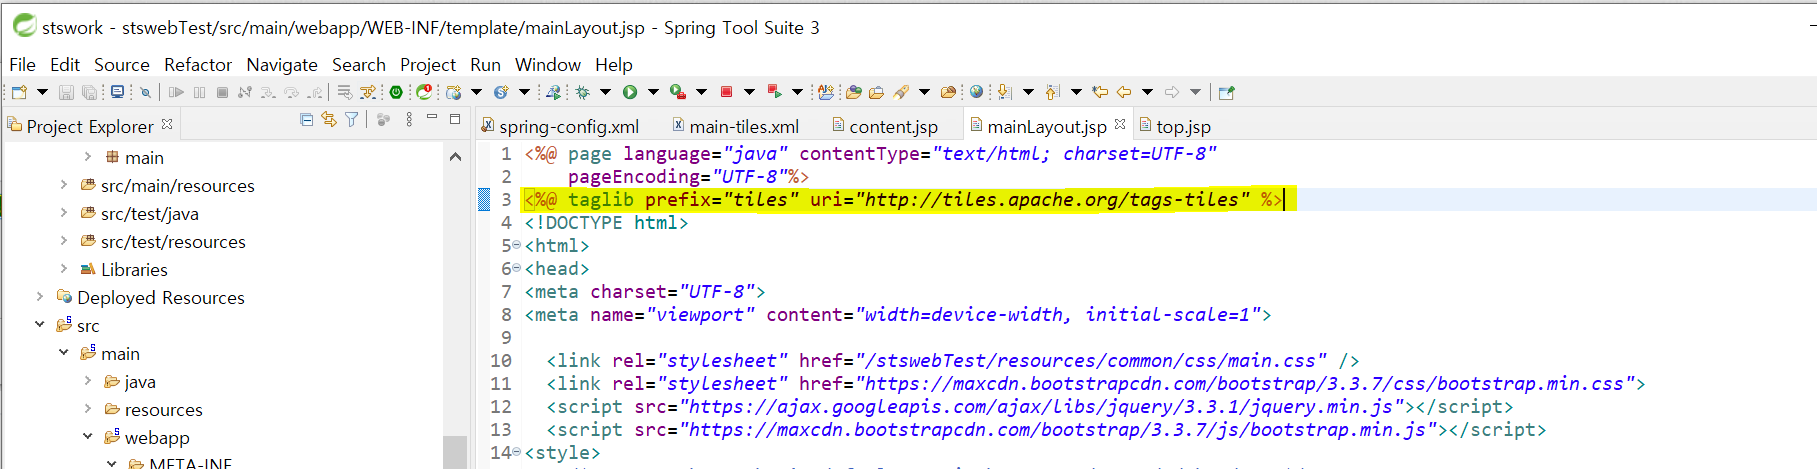 stswork - stswebTest/src/main/webapp/WEB-INF/template/mainLayout.jsp - Spring Tool Suite 3
File Edit Source Refactor Navigate Search Project Run Window Help
Project Explorer
main
src/main/resources
src/test/java
src/test/resources
Libraries
Deployed Resources
src
main
java
resources
webapp
META-INF
spring-config.xml main-tiles.xml content.jsp mainLayout.jsp top.jsp
1 <%@ page language="java" contentType="text/html; charset=UTF-8"
2 pageEncoding="UTF-8"%>
3 <%@ taglib prefix="tiles" uri="http://tiles.apache.org/tags-tiles" %>
4 <!DOCTYPE html>
5 <html>
6 <head>
7 <meta charset="UTF-8">
8 <meta name="viewport" content="width=device-width, initial-scale=1">
9
10 <link rel="stylesheet" href="/stswebTest/resources/common/css/main.css" />
11 <link rel="stylesheet" href="https://maxcdn.bootstrapcdn.com/bootstrap/3.3.7/css/bootstrap.min.css">
12 <script src="https://ajax.googleapis.com/ajax/libs/jquery/3.3.1/jquery.min.js"></script>
13 <script src="https://maxcdn.bootstrapcdn.com/bootstrap/3.3.7/js/bootstrap.min.js"></script>
14 <style>